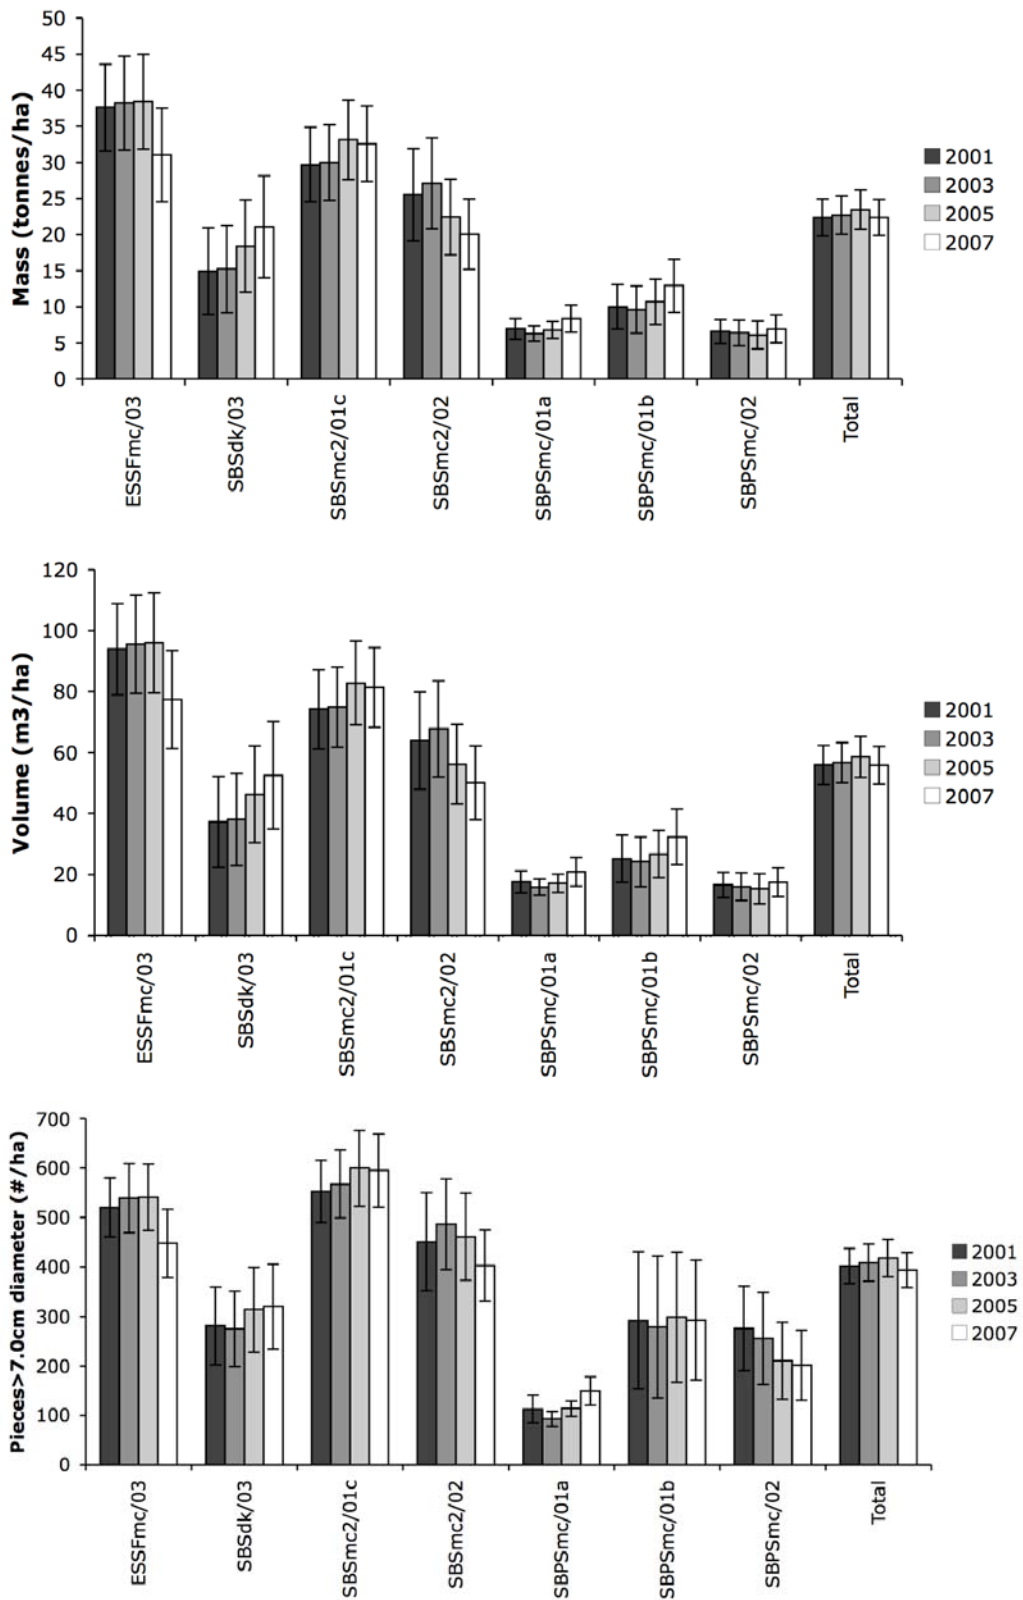 Mass (tonnes/ha)
50
45
40
35
30
25
20
15
10
5
0
ESSFmc/03
SBSdk/03
SBSmc2/01c
SBSmc2/02
SBPSmc/01a
SBPSmc/01b
SBPSmc/02
Total
2001
2003
2005
2007
Volume (m3/ha)
120
100
80
60
40
20
0
ESSFmc/03
SBSdk/03
SBSmc2/01c
SBSmc2/02
SBPSmc/01a
SBPSmc/01b
SBPSmc/02
Total
2001
2003
2005
2007
Pieces>7.0cm diameter (#/ha)
700
600
500
400
300
200
100
0
ESSFmc/03
SBSdk/03
SBSmc2/01c
SBSmc2/02
SBPSmc/01a
SBPSmc/01b
SBPSmc/02
Total
2001
2003
2005
2007